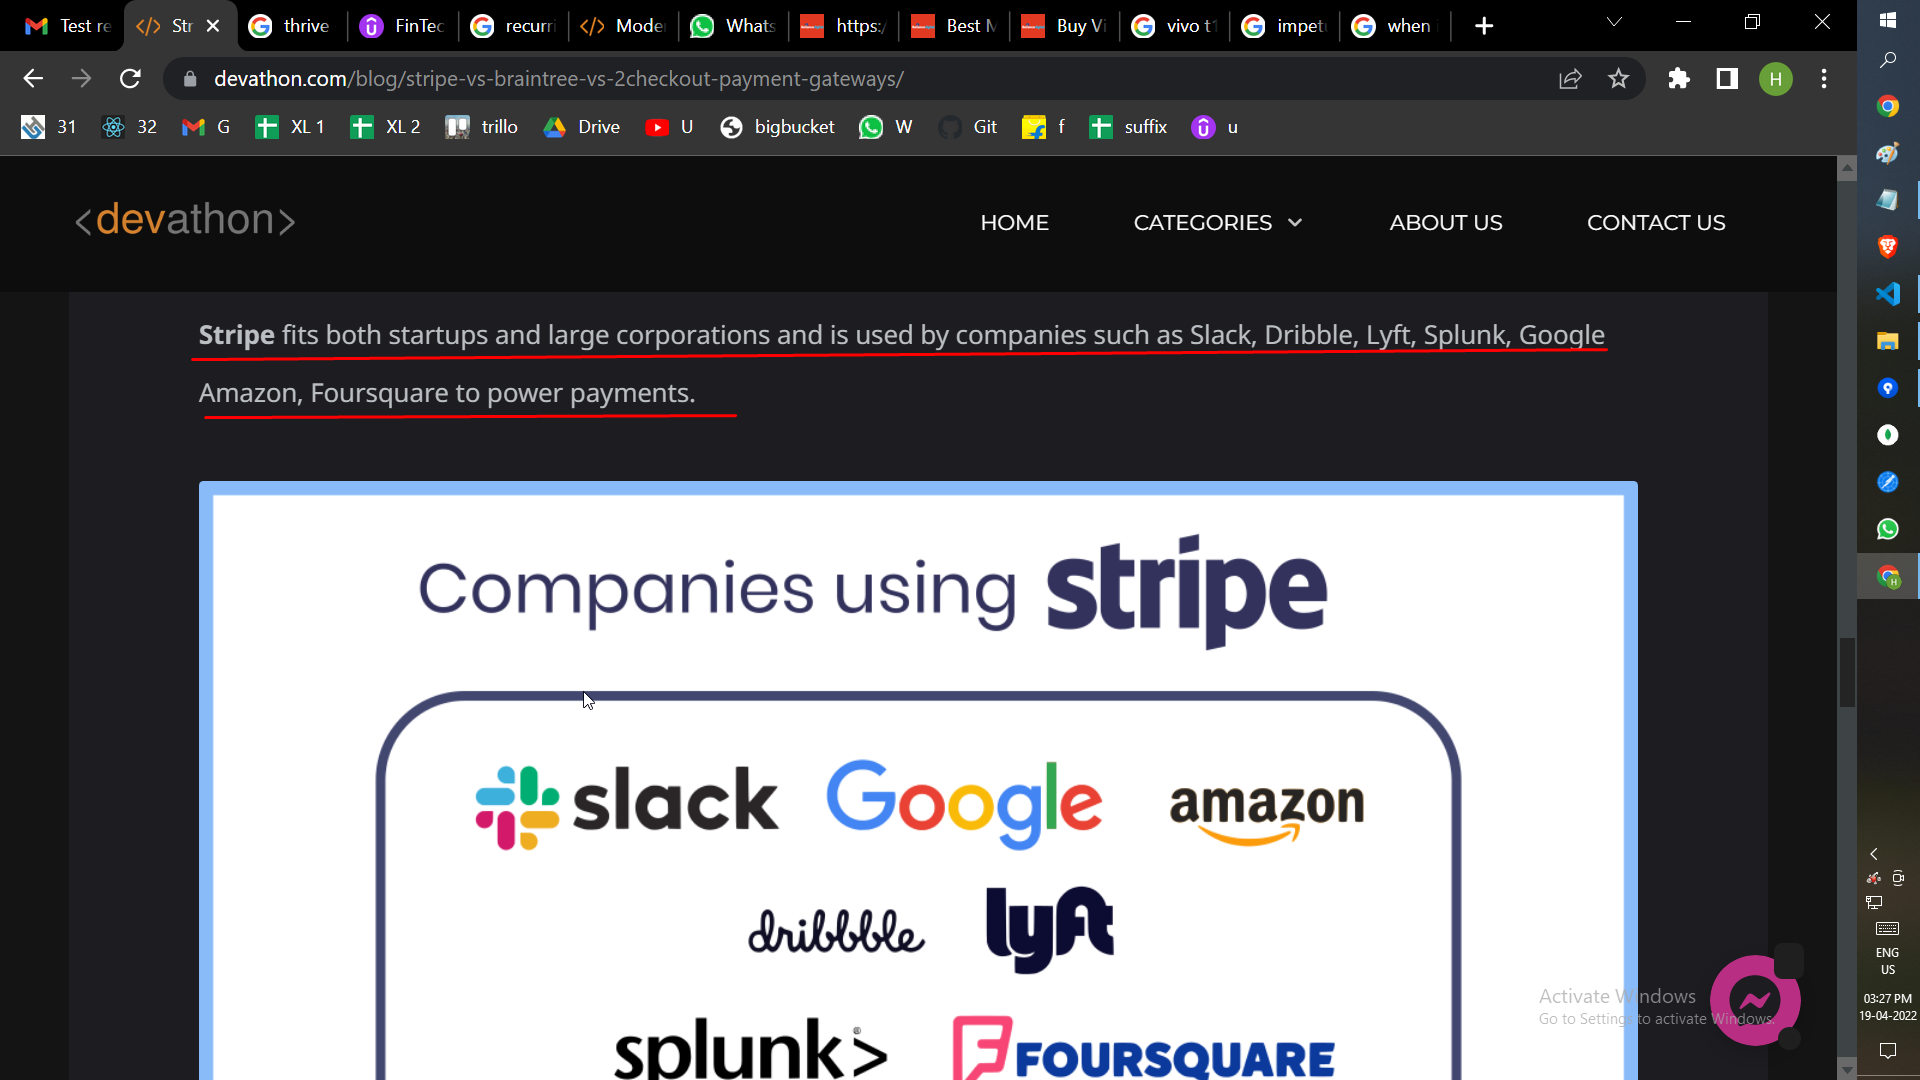 Test re
Str
thrive
FinTec
recurri
Moder
Whats
https:/
Best M
Buy Vi
vivo t1
impetu
when
devathon.com/blog/stripe-vs-braintree-vs-2checkout-payment-gateways/
H
31
32
G
XL 1
XL 2
trillo
Drive
U
bigbucket
W
Git
f
suffix
u
<devathon>
HOME
CATEGORIES
ABOUT US
CONTACT US
Stripe fits both startups and large corporations and is used by companies such as Slack, Dribble, Lyft, Splunk, Google
Amazon, Foursquare to power payments.
Companies using stripe
slack
Google
amazon
dribbble
lyft
splunk>
FOURSQUARE
Activate Windows
Go to Settings to activate Windows.
ENG
US
03:27 PM
19-04-2022